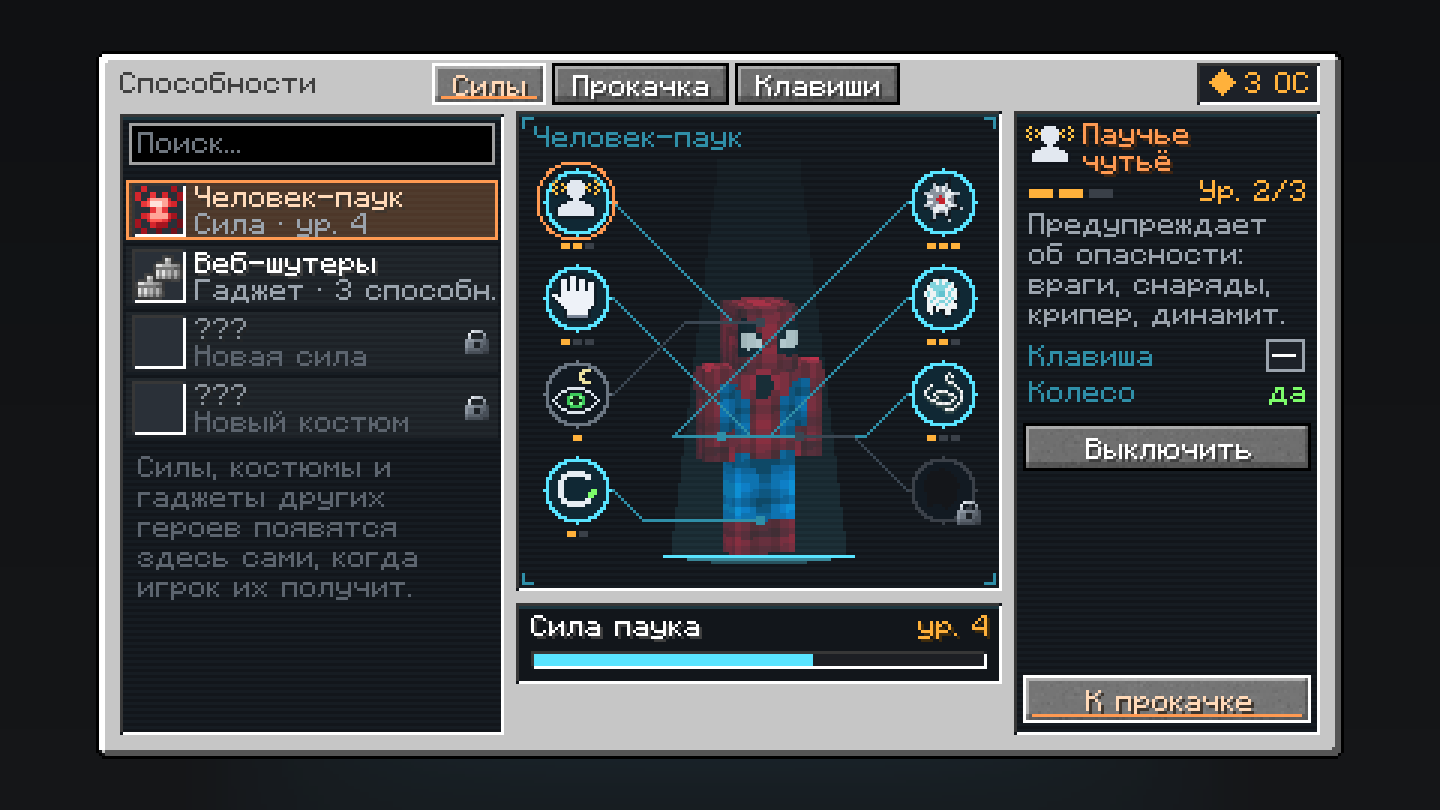 Способности
Силы
Прокачка
Клавиши
3 ОС
Поиск...
Человек-паук
Сила · ур. 4
Веб-шутеры
Гаджет · 3 способн.
???
Новая сила
???
Новый костюм
Силы, костюмы и
гаджеты других
героев появятся
здесь сами, когда
игрок их получит.
Человек-паук
Сила паука
ур. 4
Паучье
чутьё
Ур. 2/3
Предупреждает
об опасности:
враги, снаряды,
крипер, динамит.
Клавиша
—
Колесо
да
Выключить
К прокачке